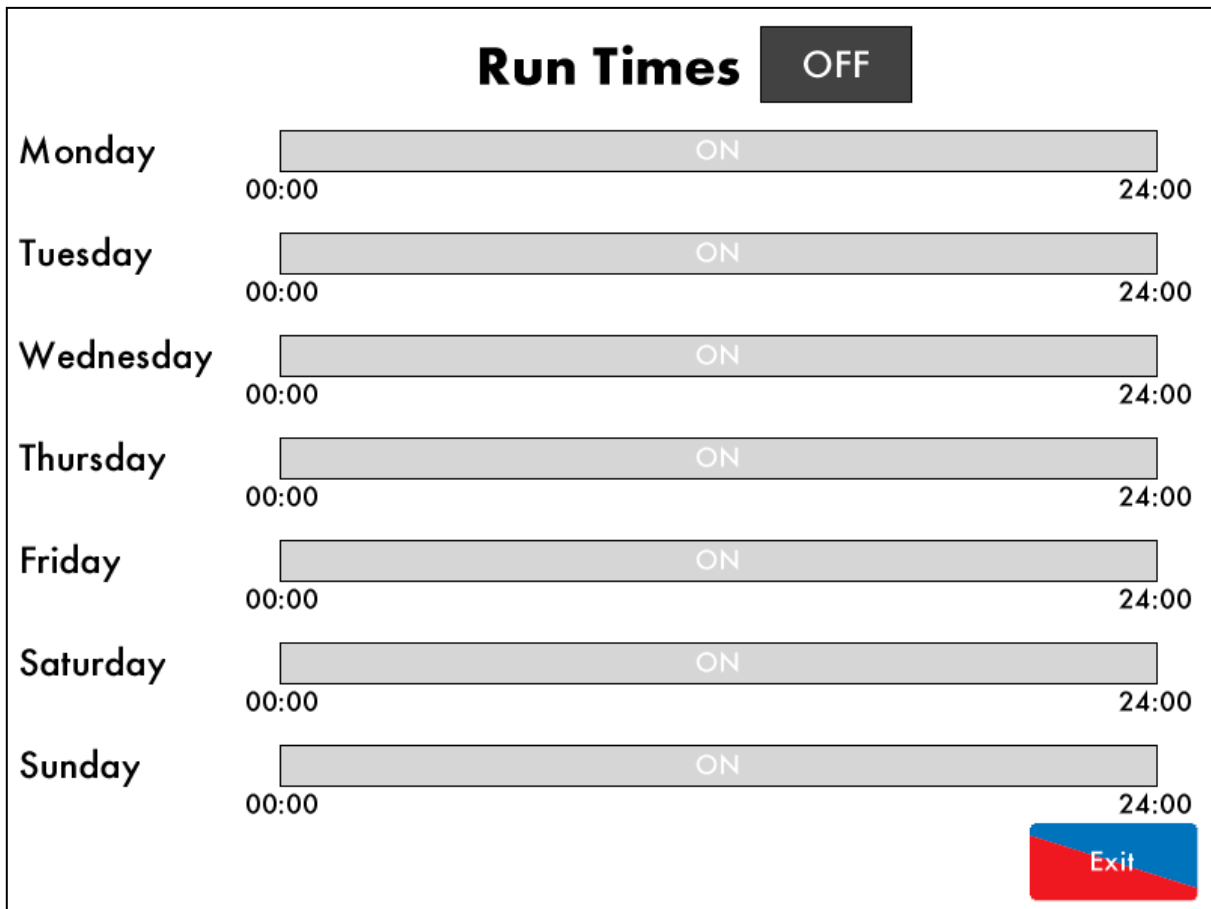 Run Times OFF
Monday ON
00:00 24:00
Tuesday ON
00:00 24:00
Wednesday ON
00:00 24:00
Thursday ON
00:00 24:00
Friday ON
00:00 24:00
Saturday ON
00:00 24:00
Sunday ON
00:00 24:00
Exit